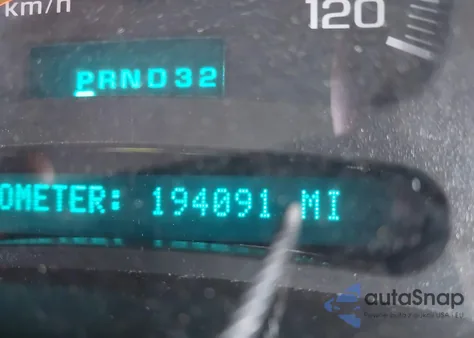 km/h
120
PRND32
OMETER: 194091 MI
autaSnap